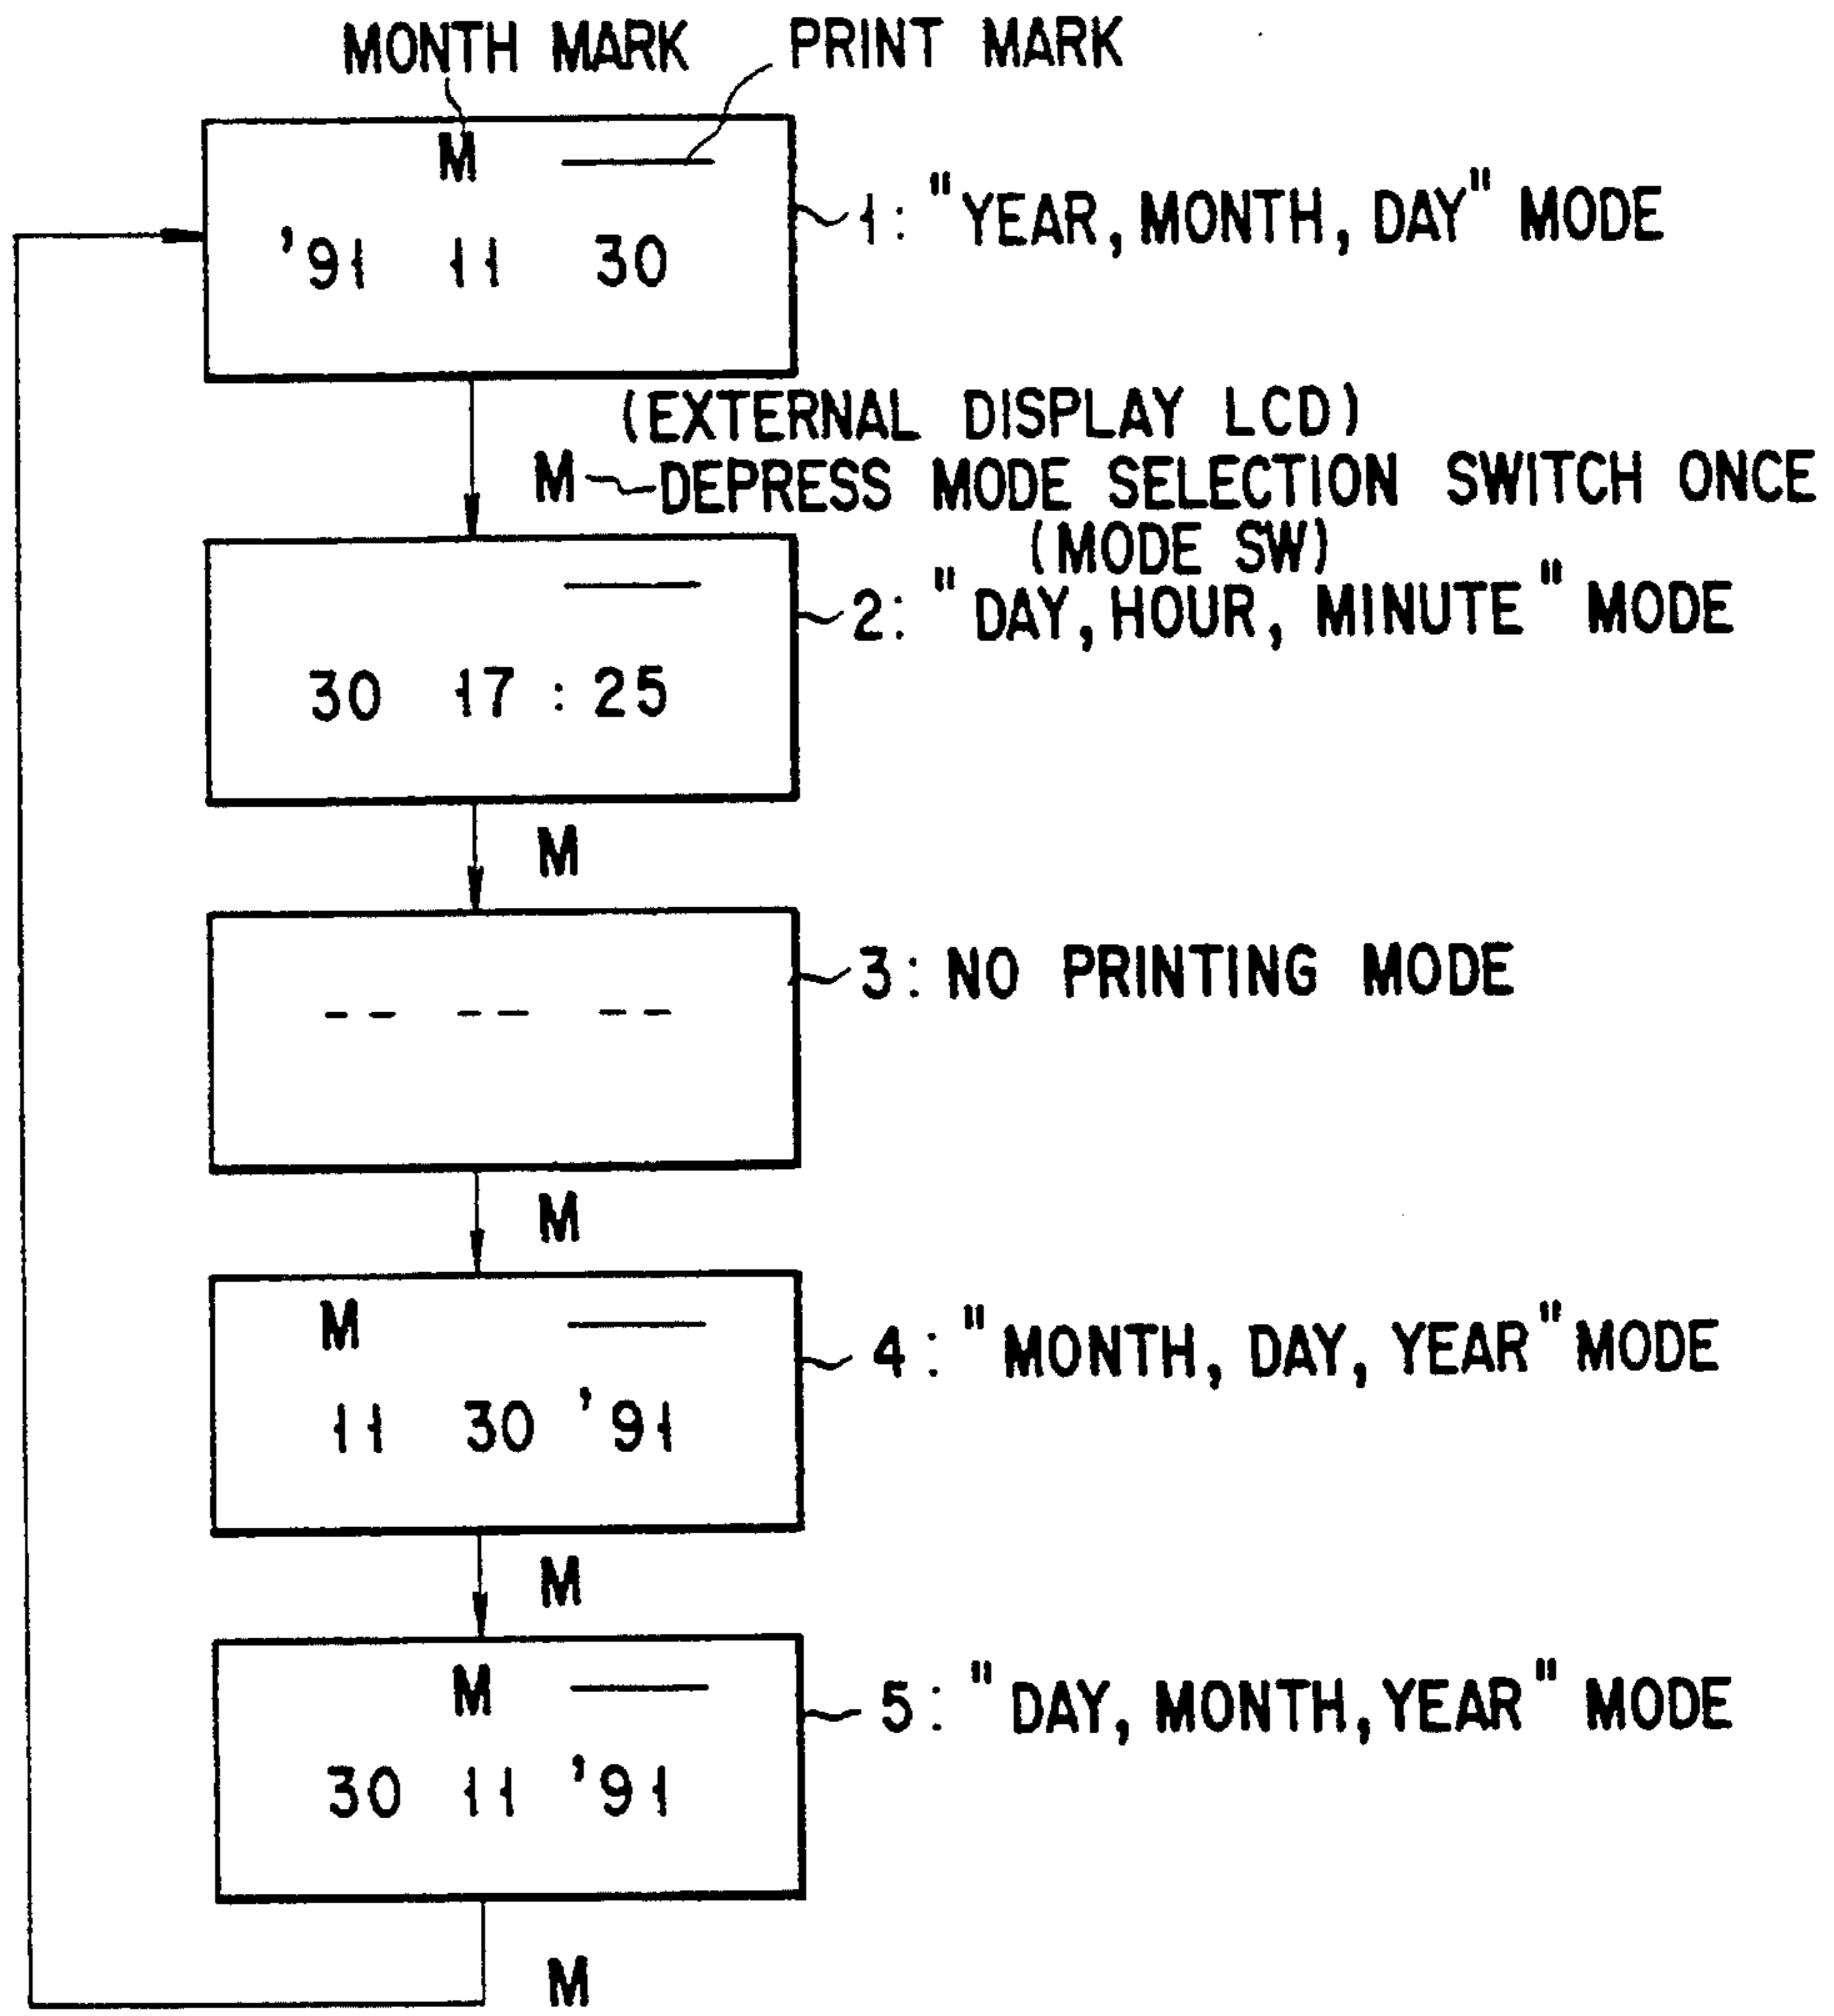 MONTH MARK PRINT MARK
M
'91 11 30
1: "YEAR, MONTH, DAY" MODE
(EXTERNAL DISPLAY LCD)
M DEPRESS MODE SELECTION SWITCH ONCE
(MODE SW)
2: "DAY, HOUR, MINUTE" MODE
30 17 : 25
M
3: NO PRINTING MODE
-- -- --
M
M
4: "MONTH, DAY, YEAR" MODE
11 30 '91
M
M
5: "DAY, MONTH, YEAR" MODE
30 11 '91
M